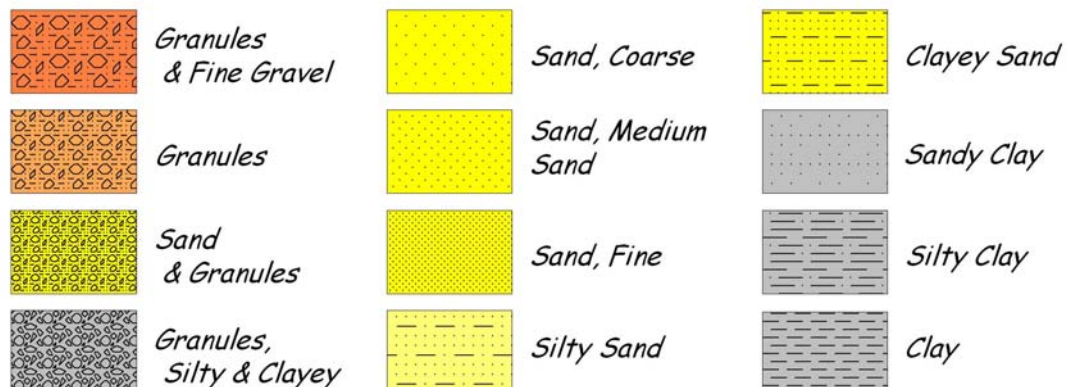 Granules
& Fine Gravel
Granules
Sand
& Granules
Granules,
Silty & Clayey
Sand, Coarse
Sand, Medium
Sand
Sand, Fine
Silty Sand
Clayey Sand
Sandy Clay
Silty Clay
Clay